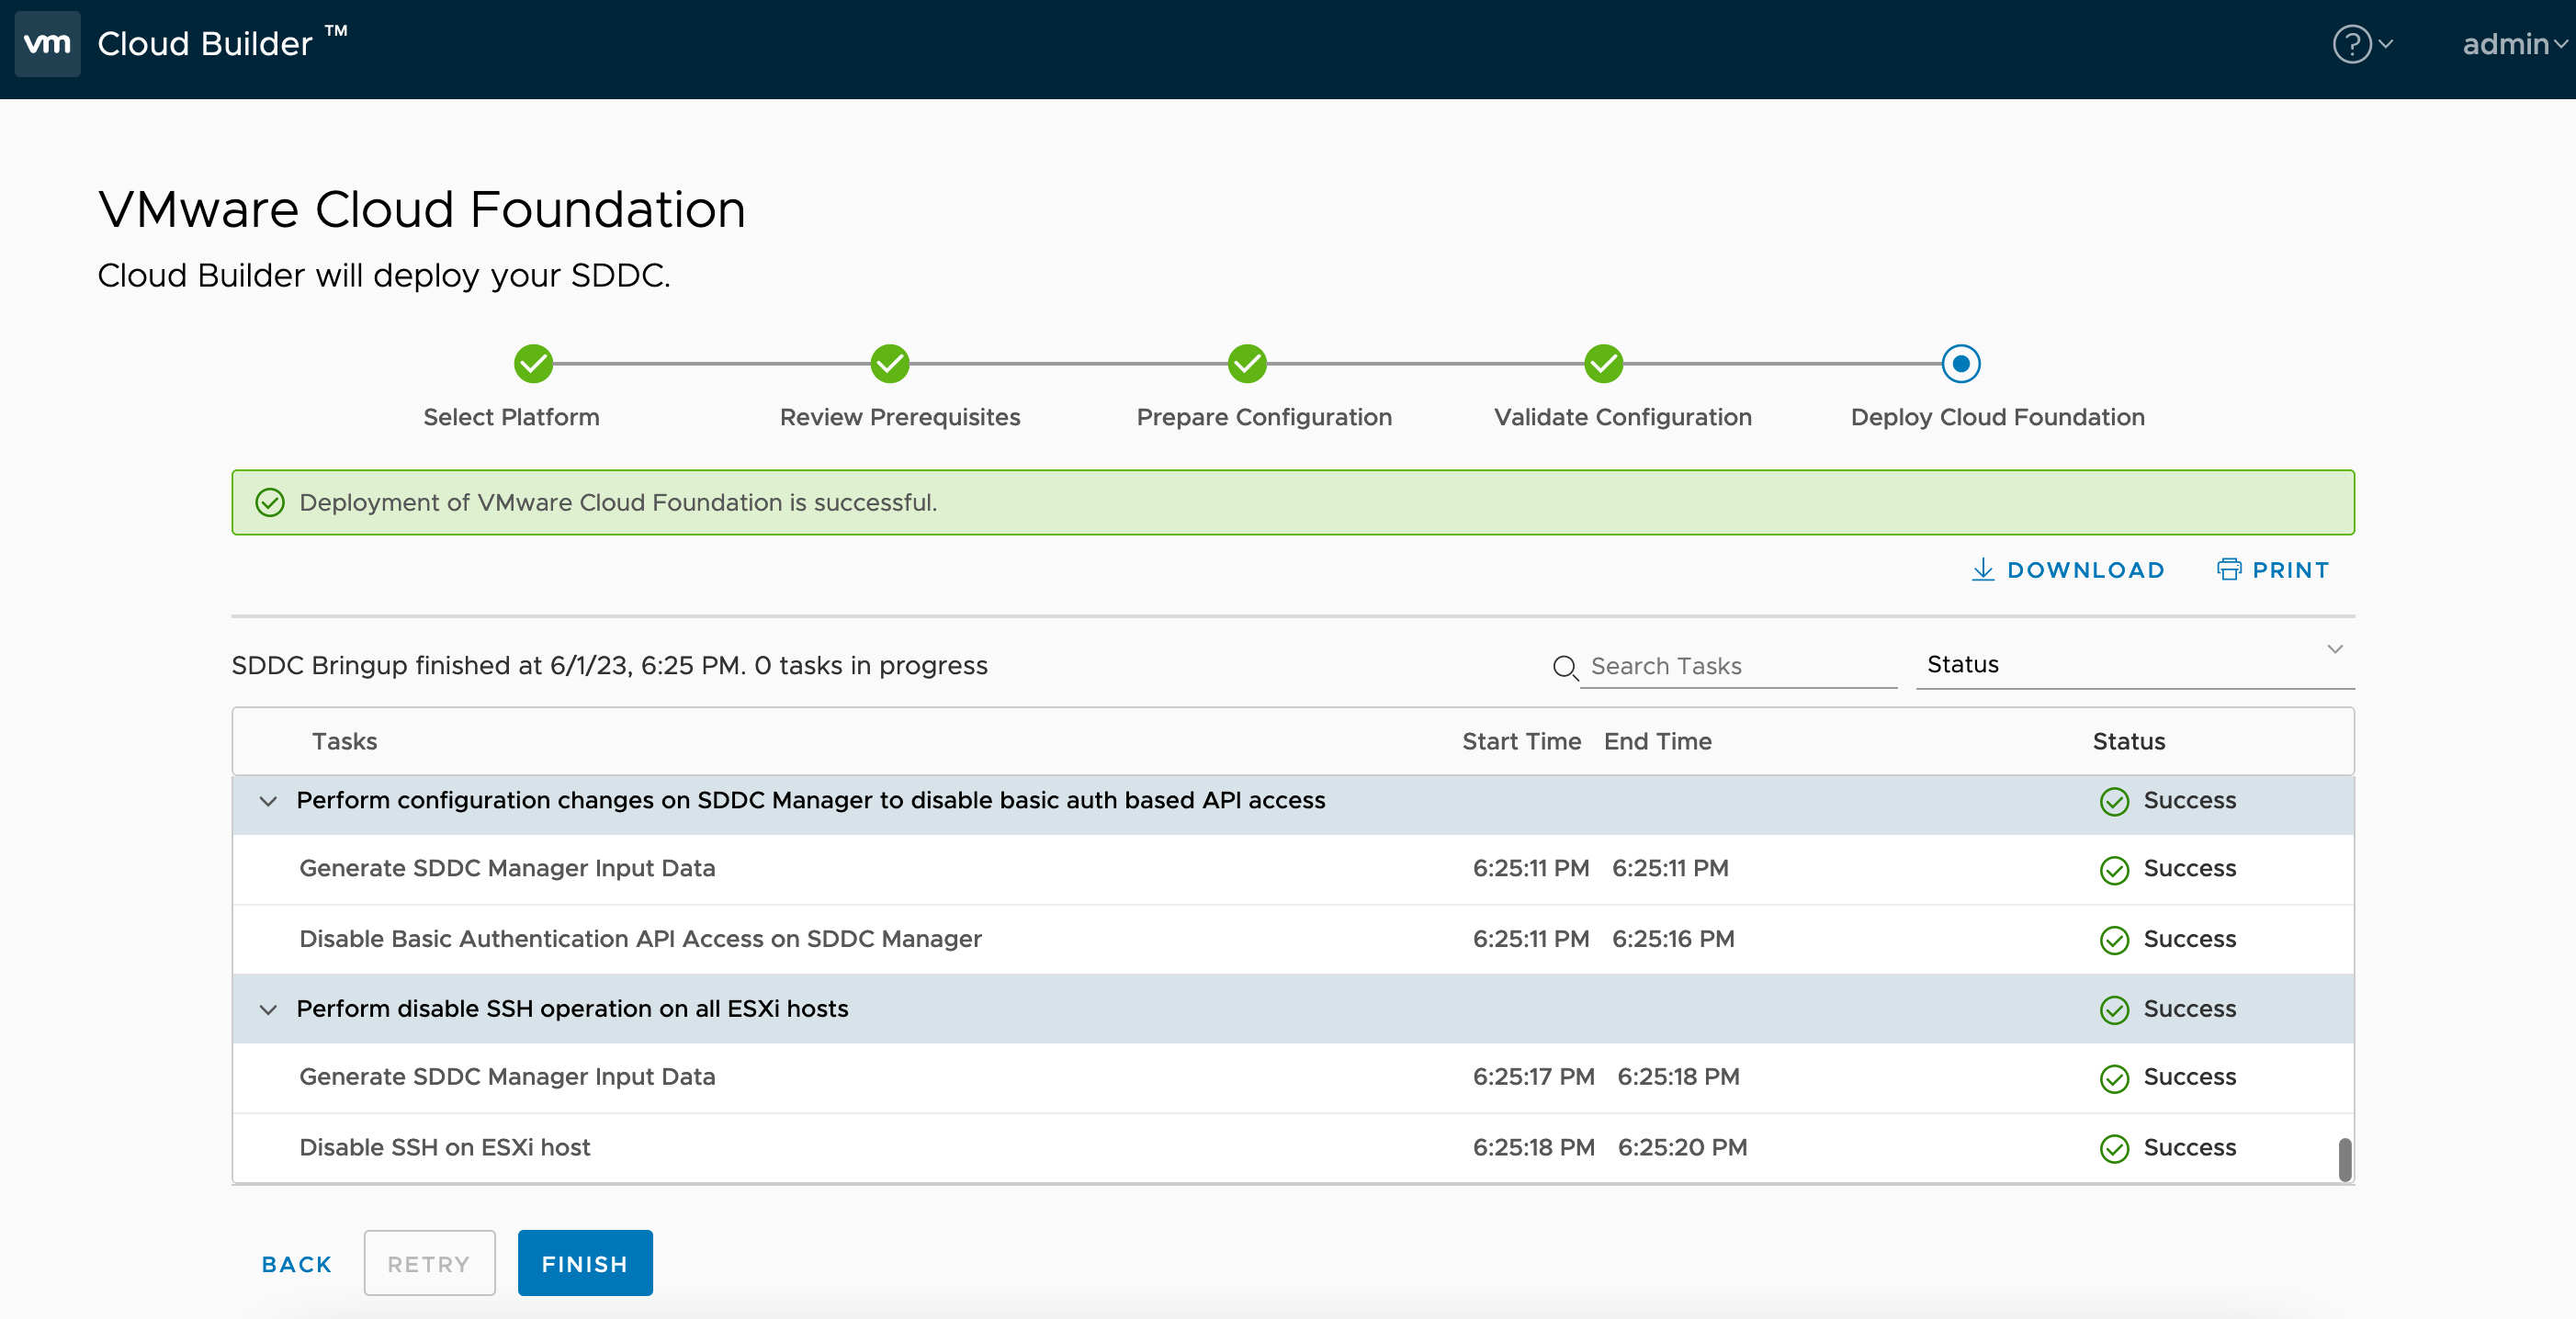 vm Cloud Builder ™
? admin
VMware Cloud Foundation
Cloud Builder will deploy your SDDC.
Select Platform Review Prerequisites Prepare Configuration Validate Configuration Deploy Cloud Foundation
Deployment of VMware Cloud Foundation is successful.
DOWNLOAD PRINT
SDDC Bringup finished at 6/1/23, 6:25 PM. 0 tasks in progress Search Tasks Status
Tasks Start Time End Time Status
Perform configuration changes on SDDC Manager to disable basic auth based API access Success
Generate SDDC Manager Input Data 6:25:11 PM 6:25:11 PM Success
Disable Basic Authentication API Access on SDDC Manager 6:25:11 PM 6:25:16 PM Success
Perform disable SSH operation on all ESXi hosts Success
Generate SDDC Manager Input Data 6:25:17 PM 6:25:18 PM Success
Disable SSH on ESXi host 6:25:18 PM 6:25:20 PM Success
BACK RETRY FINISH